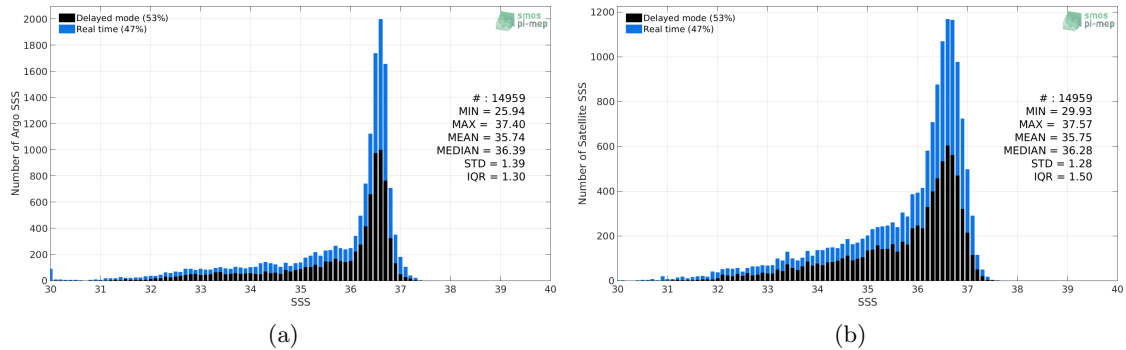 Delayed mode (53%)
Real time (47%)
smos
pi-mep
2000
1800
1600
1400
1200
1000
800
600
400
200
0
Number of Argo SSS
# : 14959
MIN = 25.94
MAX = 37.40
MEAN = 35.74
MEDIAN = 36.39
STD = 1.39
IQR = 1.30
30 31 32 33 34 35 36 37 38 39 40
SSS
(a)
Delayed mode (53%)
Real time (47%)
smos
pi-mep
1200
1000
800
600
400
200
0
Number of Satellite SSS
# : 14959
MIN = 29.93
MAX = 37.57
MEAN = 35.75
MEDIAN = 36.28
STD = 1.28
IQR = 1.50
30 31 32 33 34 35 36 37 38 39 40
SSS
(b)